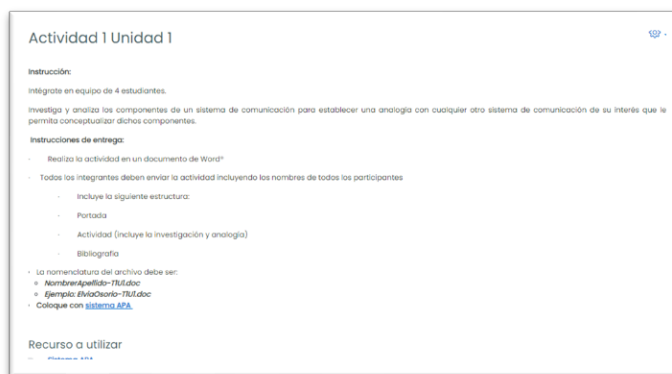 Actividad 1 Unidad 1
Instrucción:
Intégrate en equipo de 4 estudiantes.
Investiga y analiza los componentes de un sistema de comunicación para establecer una analogía con cualquier otro sistema de comunicación de su interés que le
permita conceptualizar dichos componentes.
Instrucciones de entrega:
· Realiza la actividad en un documento de Word®
· Todos los integrantes deben enviar la actividad incluyendo los nombres de todos los participantes
· Incluye la siguiente estructura:
· Portada
· Actividad (incluye la investigación y analogía)
· Bibliografía
· La nomenclatura del archivo debe ser:
○ NombrerApellido-T1U1.doc
○ Ejemplo: ElviaOsorio-T1U1.doc
· Coloque con sistema APA
Recurso a utilizar
Sistema APA